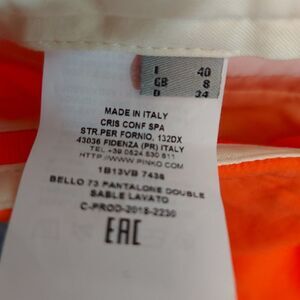 I 40
GB 8
D 34
MADE IN ITALY
CRIS CONF SPA
STR.PER FORNIO, 132DX
43036 FIDENZA (PR) ITALY
TEL +39 0524 530 611
HTTP://WWW.PINKO.COM
1B13VB 7436
BELLO 73 PANTALONE DOUBLE
SABLE LAVATO
C-PROD-2018-2230
EAC